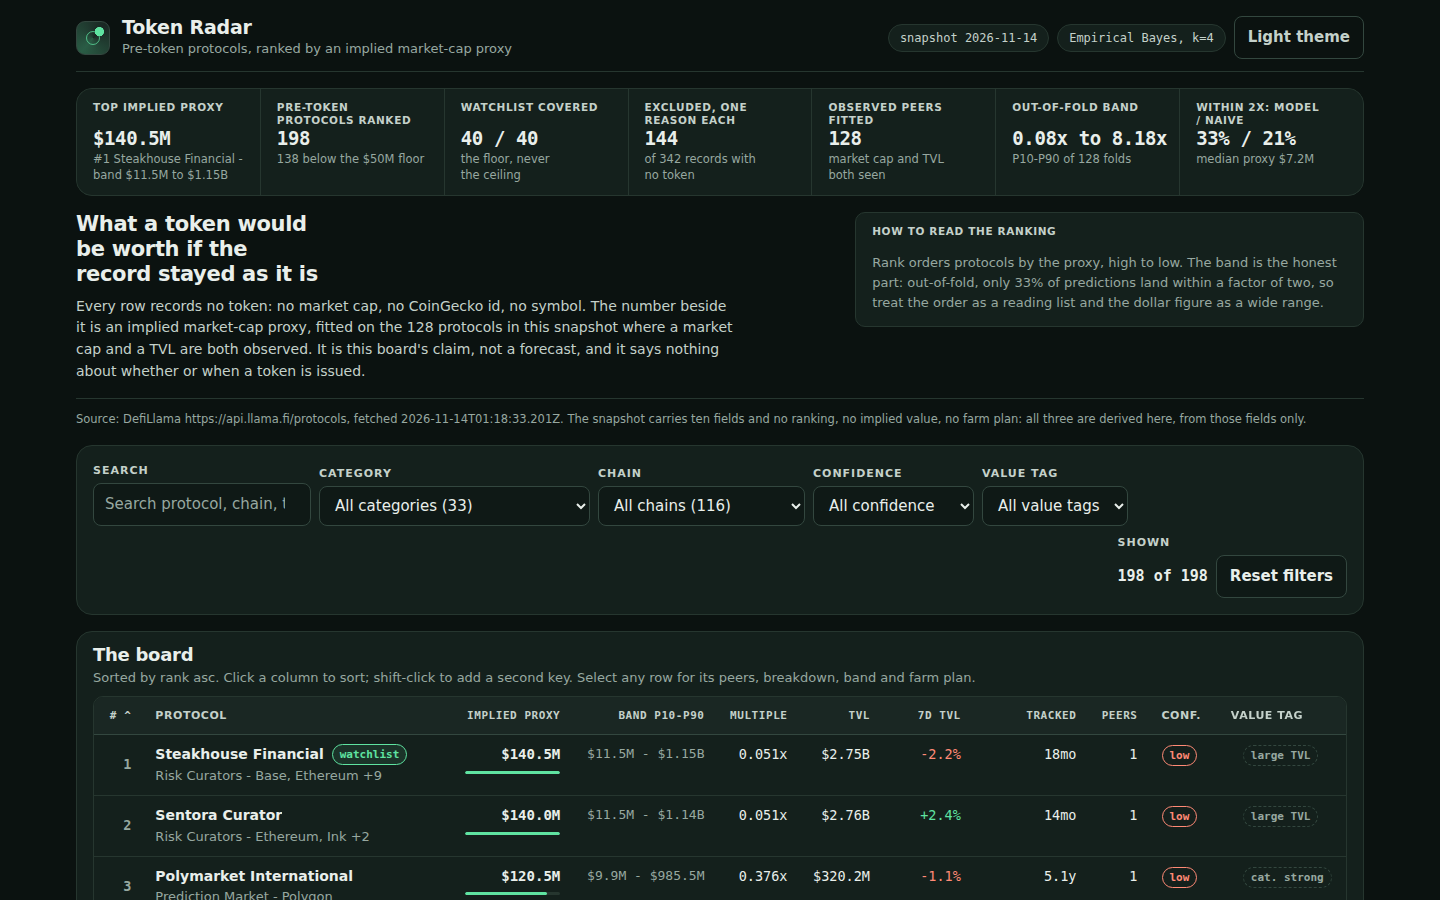 Token Radar
Pre-token protocols, ranked by an implied market-cap proxy
snapshot 2026-11-14
Empirical Bayes, k=4
Light theme
TOP IMPLIED PROXY
$140.5M
#1 Steakhouse Financial -
band $11.5M to $1.15B
PRE-TOKEN
PROTOCOLS RANKED
198
138 below the $50M floor
WATCHLIST COVERED
40 / 40
the floor, never
the ceiling
EXCLUDED, ONE
REASON EACH
144
of 342 records with
no token
OBSERVED PEERS
FITTED
128
market cap and TVL
both seen
OUT-OF-FOLD BAND
0.08x to 8.18x
P10-P90 of 128 folds
WITHIN 2X: MODEL
/ NAIVE
33% / 21%
median proxy $7.2M
What a token would
be worth if the
record stayed as it is
Every row records no token: no market cap, no CoinGecko id, no symbol. The number beside
it is an implied market-cap proxy, fitted on the 128 protocols in this snapshot where a market
cap and a TVL are both observed. It is this board's claim, not a forecast, and it says nothing
about whether or when a token is issued.
HOW TO READ THE RANKING
Rank orders protocols by the proxy, high to low. The band is the honest
part: out-of-fold, only 33% of predictions land within a factor of two, so
treat the order as a reading list and the dollar figure as a wide range.
Source: DefiLlama https://api.llama.fi/protocols, fetched 2026-11-14T01:18:33.201Z. The snapshot carries ten fields and no ranking, no implied value, no farm plan: all three are derived here, from those fields only.
SEARCH
Search protocol, chain, t
CATEGORY
All categories (33)
CHAIN
All chains (116)
CONFIDENCE
All confidence
VALUE TAG
All value tags
SHOWN
198 of 198
Reset filters
The board
Sorted by rank asc. Click a column to sort; shift-click to add a second key. Select any row for its peers, breakdown, band and farm plan.
# ^ PROTOCOL IMPLIED PROXY BAND P10-P90 MULTIPLE TVL 7D TVL TRACKED PEERS CONF. VALUE TAG
1 Steakhouse Financial watchlist $140.5M $11.5M - $1.15B 0.051x $2.75B -2.2% 18mo 1 low large TVL
Risk Curators - Base, Ethereum +9
2 Sentora Curator $140.0M $11.5M - $1.14B 0.051x $2.76B +2.4% 14mo 1 low large TVL
Risk Curators - Ethereum, Ink +2
3 Polymarket International $120.5M $9.9M - $985.5M 0.376x $320.2M -1.1% 5.1y 1 low cat. strong
Prediction Market - Polygon